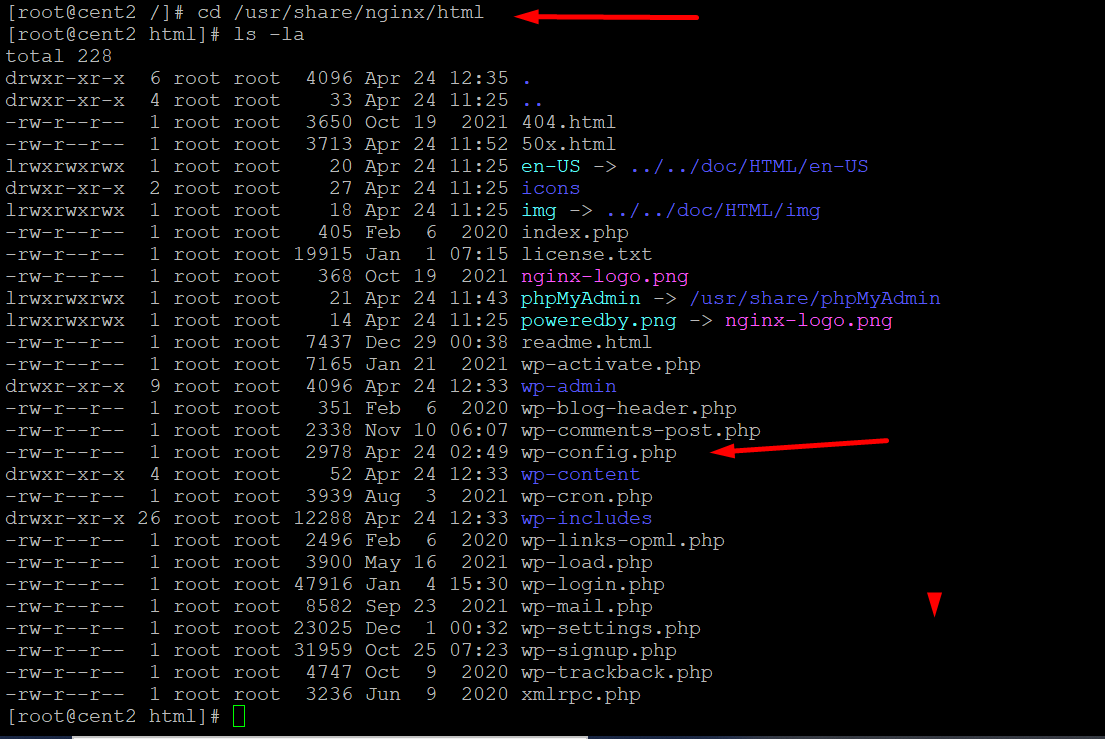 [root@cent2 /]# cd /usr/share/nginx/html
[root@cent2 html]# ls -la
total 228
drwxr-xr-x  6 root root  4096 Apr 24 12:35 .
drwxr-xr-x  4 root root    33 Apr 24 11:25 ..
-rw-r--r--  1 root root  3650 Oct 19  2021 404.html
-rw-r--r--  1 root root  3713 Apr 24 11:52 50x.html
lrwxrwxrwx  1 root root    20 Apr 24 11:25 en-US -> ../../doc/HTML/en-US
drwxr-xr-x  2 root root    27 Apr 24 11:25 icons
lrwxrwxrwx  1 root root    18 Apr 24 11:25 img -> ../../doc/HTML/img
-rw-r--r--  1 root root   405 Feb  6  2020 index.php
-rw-r--r--  1 root root 19915 Jan  1 07:15 license.txt
-rw-r--r--  1 root root   368 Oct 19  2021 nginx-logo.png
lrwxrwxrwx  1 root root    21 Apr 24 11:43 phpMyAdmin -> /usr/share/phpMyAdmin
lrwxrwxrwx  1 root root    14 Apr 24 11:25 poweredby.png -> nginx-logo.png
-rw-r--r--  1 root root  7437 Dec 29 00:38 readme.html
-rw-r--r--  1 root root  7165 Jan 21  2021 wp-activate.php
drwxr-xr-x  9 root root  4096 Apr 24 12:33 wp-admin
-rw-r--r--  1 root root   351 Feb  6  2020 wp-blog-header.php
-rw-r--r--  1 root root  2338 Nov 10 06:07 wp-comments-post.php
-rw-r--r--  1 root root  2978 Apr 24 02:49 wp-config.php
drwxr-xr-x  4 root root    52 Apr 24 12:33 wp-content
-rw-r--r--  1 root root  3939 Aug  3  2021 wp-cron.php
drwxr-xr-x 26 root root 12288 Apr 24 12:33 wp-includes
-rw-r--r--  1 root root  2496 Feb  6  2020 wp-links-opml.php
-rw-r--r--  1 root root  3900 May 16  2021 wp-load.php
-rw-r--r--  1 root root 47916 Jan  4 15:30 wp-login.php
-rw-r--r--  1 root root  8582 Sep 23  2021 wp-mail.php
-rw-r--r--  1 root root 23025 Dec  1 00:32 wp-settings.php
-rw-r--r--  1 root root 31959 Oct 25 07:23 wp-signup.php
-rw-r--r--  1 root root  4747 Oct  9  2020 wp-trackback.php
-rw-r--r--  1 root root  3236 Jun  9  2020 xmlrpc.php
[root@cent2 html]#